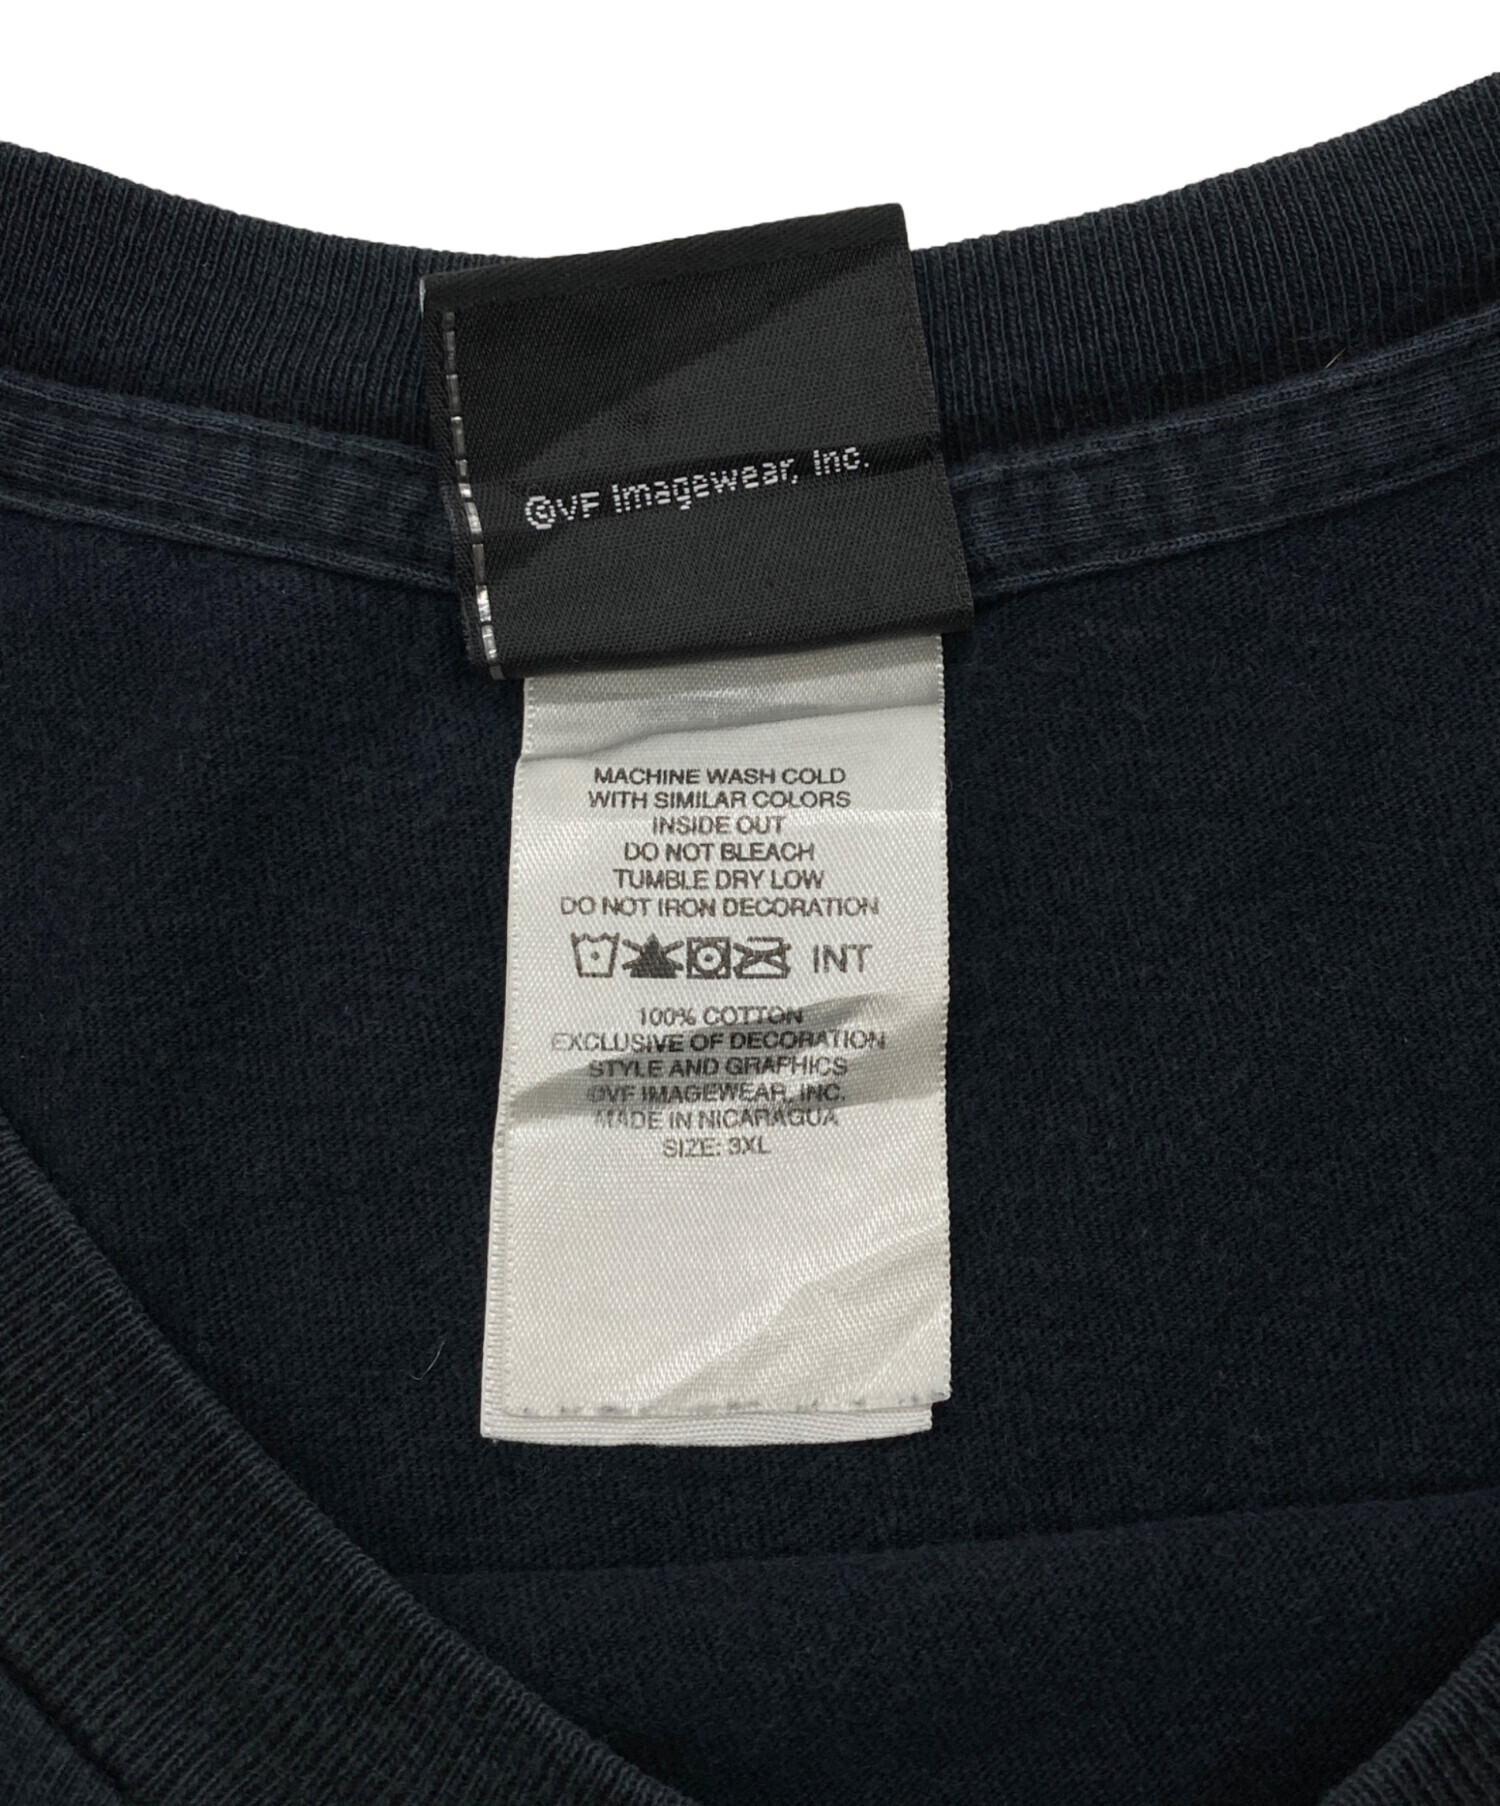 ©VF Imagewear, Inc.
MACHINE WASH COLD
WITH SIMILAR COLORS
INSIDE OUT
DO NOT BLEACH
TUMBLE DRY LOW
DO NOT IRON DECORATION
INT
100% COTTON
EXCLUSIVE OF DECORATION
STYLE AND GRAPHICS
©VF IMAGEWEAR, INC.
MADE IN NICARAGUA
SIZE: 3XL